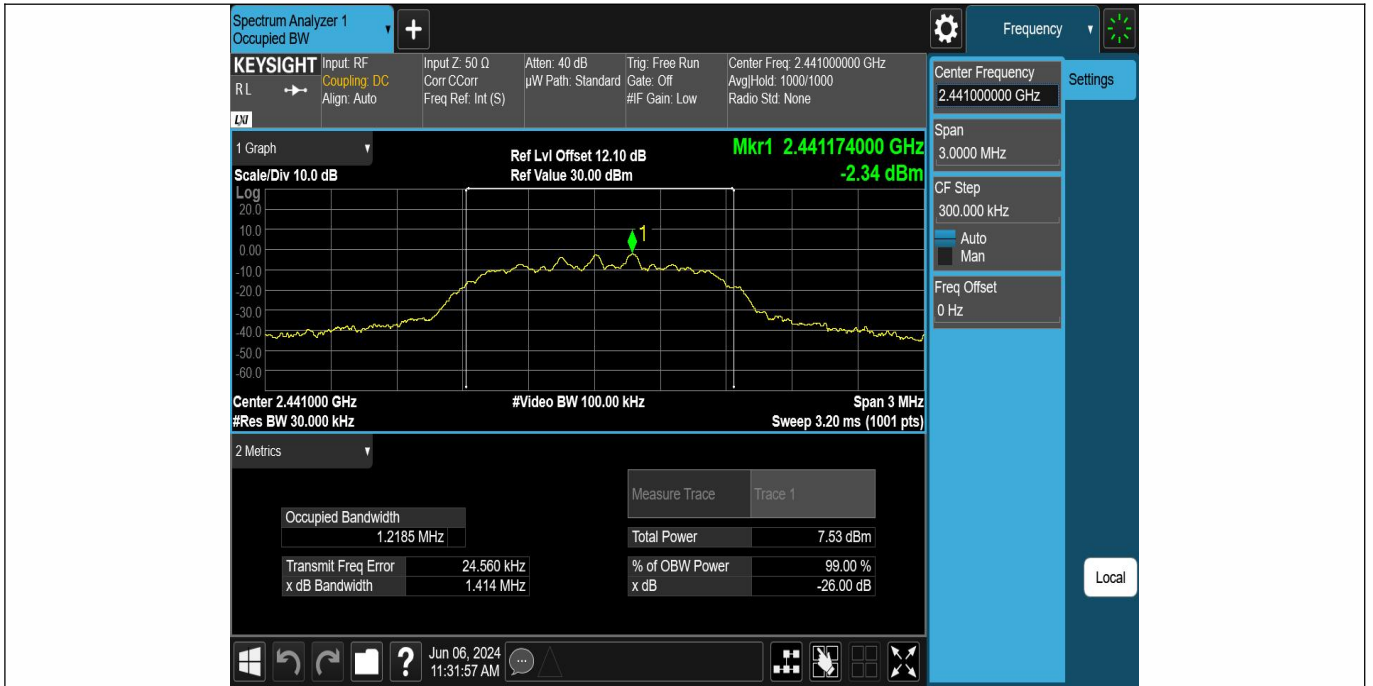 Spectrum Analyzer 1
Occupied BW
+
Frequency
KEYSIGHT
RL
LXI
Input: RF
Coupling: DC
Align: Auto
Input Z: 50 Ω
Corr CCorr
Freq Ref: Int (S)
Atten: 40 dB
µW Path: Standard
Trig: Free Run
Gate: Off
#IF Gain: Low
Center Freq: 2.441000000 GHz
Avg|Hold: 1000/1000
Radio Std: None
Center Frequency
2.441000000 GHz
Settings
Span
3.0000 MHz
CF Step
300.000 kHz
Auto
Man
Freq Offset
0 Hz
Local
1 Graph
Scale/Div 10.0 dB
Ref Lvl Offset 12.10 dB
Ref Value 30.00 dBm
Mkr1 2.441174000 GHz
-2.34 dBm
Log
20.0
10.0
0.00
-10.0
-20.0
-30.0
-40.0
-50.0
-60.0
1
Center 2.441000 GHz
#Video BW 100.00 kHz
Span 3 MHz
#Res BW 30.000 kHz
Sweep 3.20 ms (1001 pts)
2 Metrics
Measure Trace Trace 1
Occupied Bandwidth
1.2185 MHz
Total Power 7.53 dBm
Transmit Freq Error 24.560 kHz
% of OBW Power 99.00 %
x dB Bandwidth 1.414 MHz
x dB -26.00 dB
?
Jun 06, 2024
11:31:57 AM